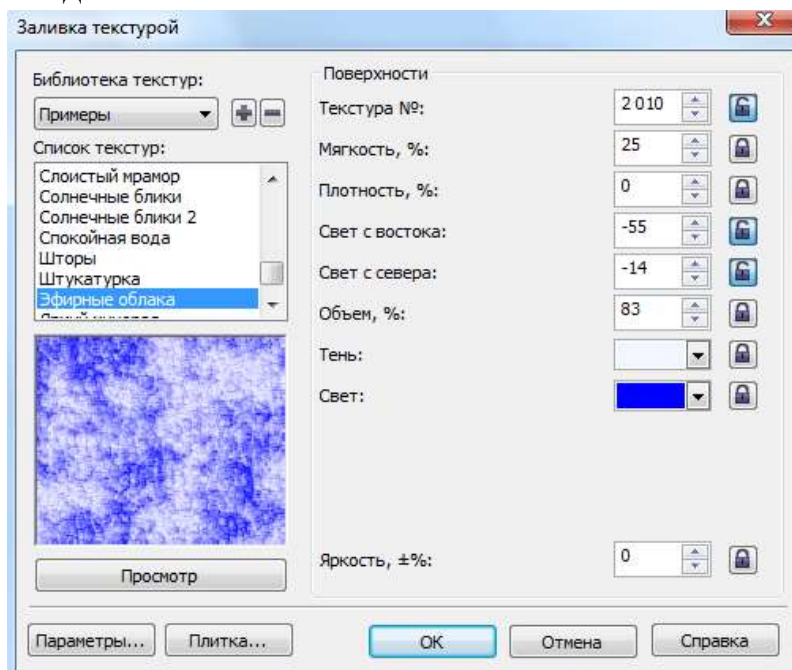 Заливка текстурой
Библиотека текстур:
Примеры
Список текстур:
Слоистый мрамор
Солнечные блики
Солнечные блики 2
Спокойная вода
Шторы
Штукатурка
Эфирные облака
Просмотр
Поверхности
Текстура №: 2 010
Мягкость, %: 25
Плотность, %: 0
Свет с востока: -55
Свет с севера: -14
Объем, %: 83
Тень:
Свет:
Яркость, ±%: 0
Параметры... Плитка... ОК Отмена Справка